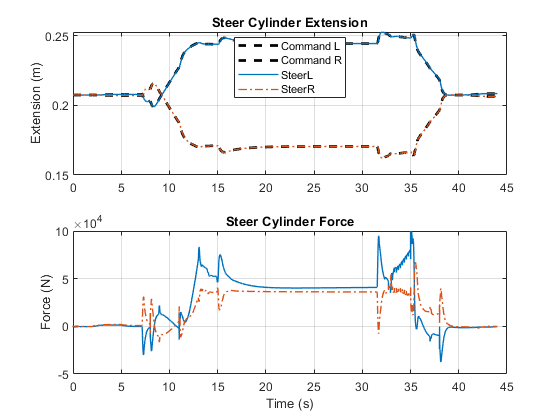 Steer Cylinder Extension
0.25
0.2
0.15
Extension (m)
Command L
Command R
SteerL
SteerR
0 5 10 15 20 25 30 35 40 45
Steer Cylinder Force
×10⁴
10
5
0
-5
Force (N)
0 5 10 15 20 25 30 35 40 45
Time (s)